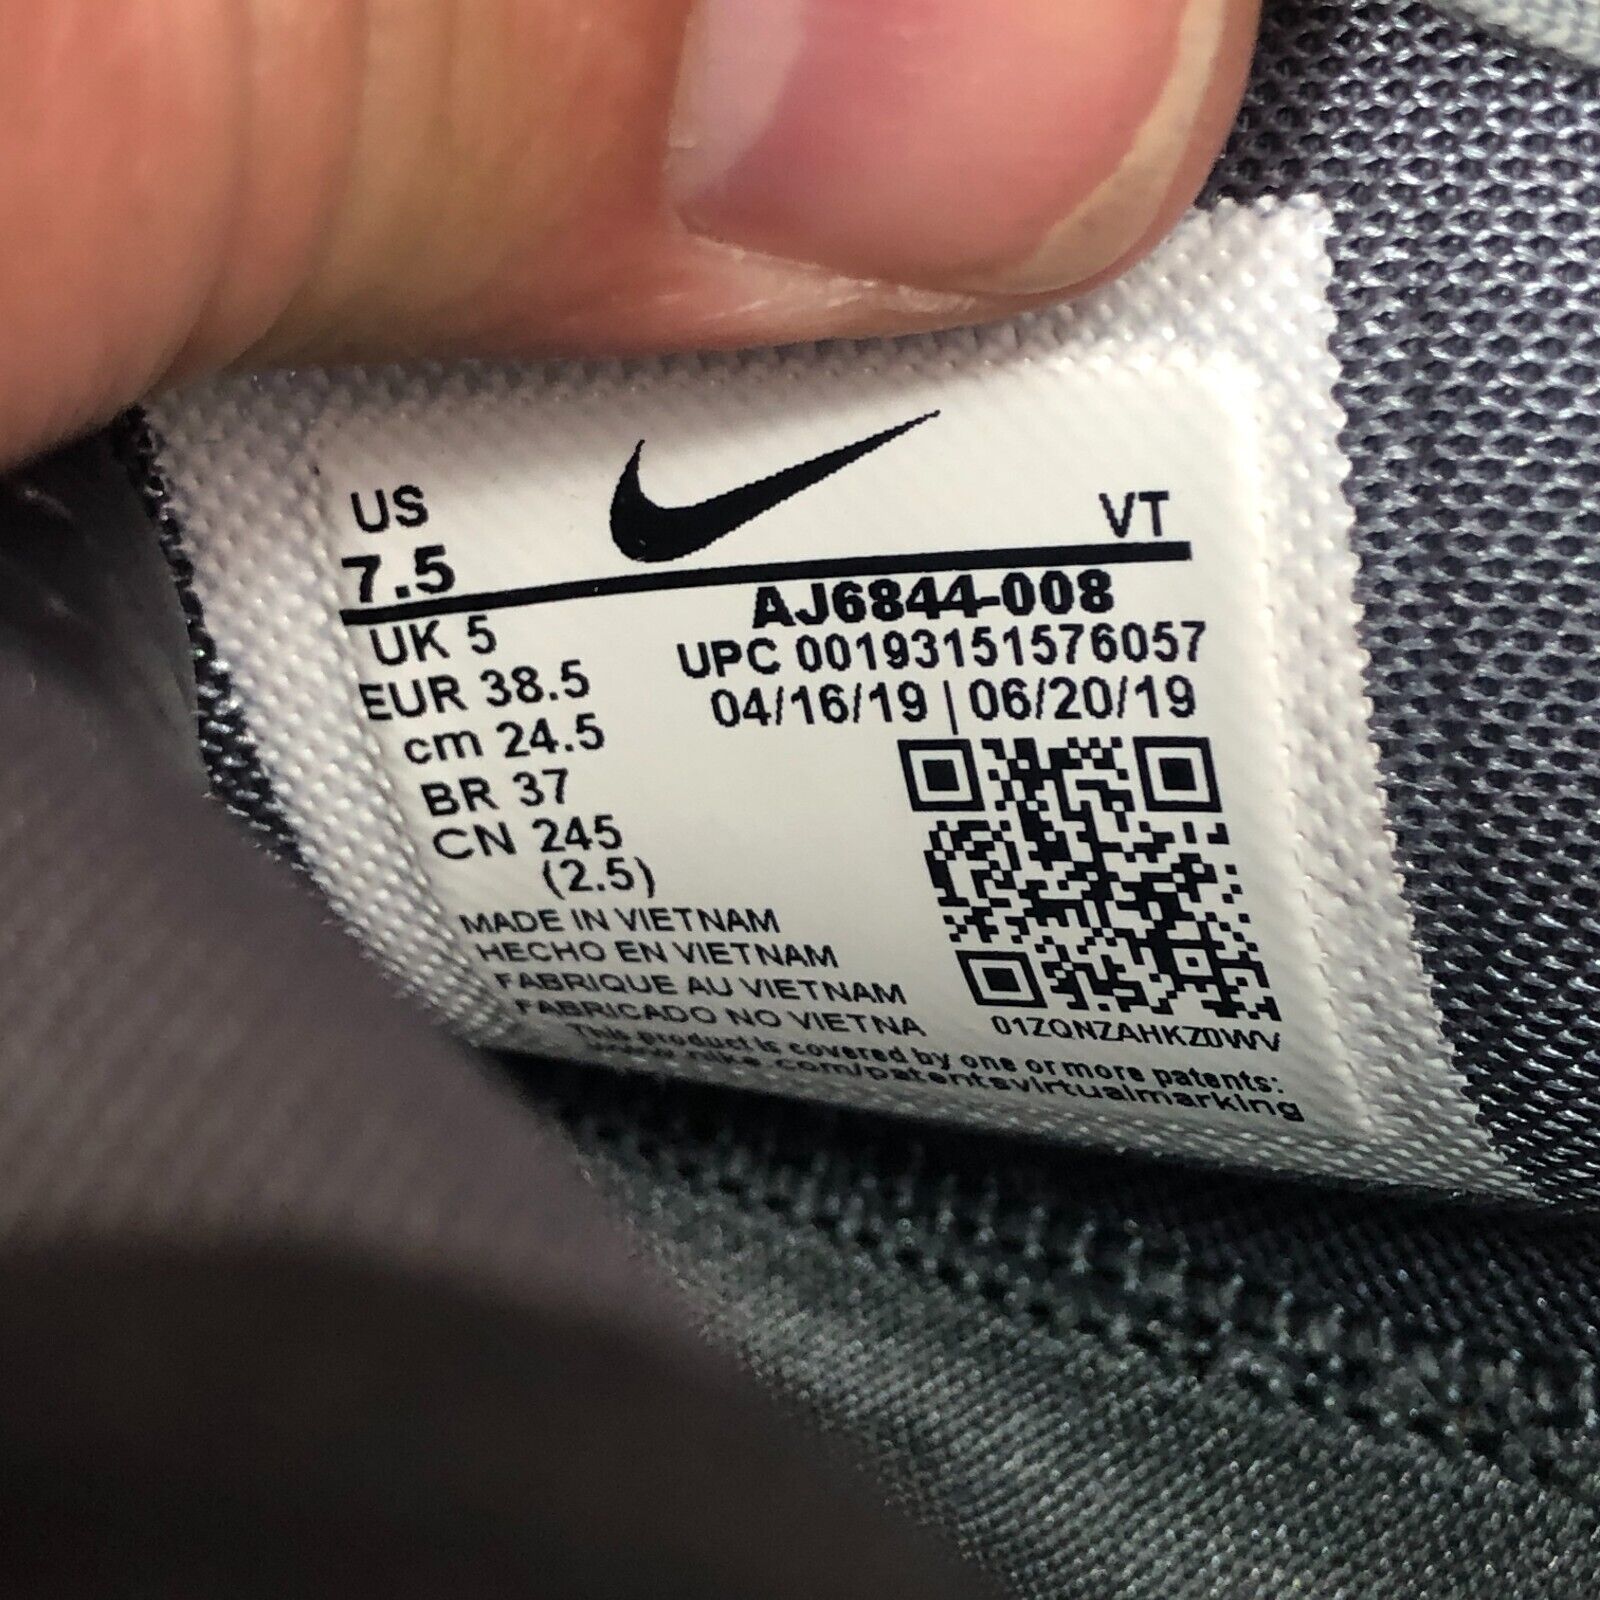 US
7.5
VT
UK 5
EUR 38.5
cm 24.5
BR 37
CN 245
(2.5)
AJ6844-008
UPC 00193151576057
04/16/19 | 06/20/19
MADE IN VIETNAM
HECHO EN VIETNAM
FABRIQUE AU VIETNAM
FABRICADO NO VIETNA
01ZQNZAHKZ0WV
This product is covered by one or more patents:
www.nike.com/patentsvirtualmarking